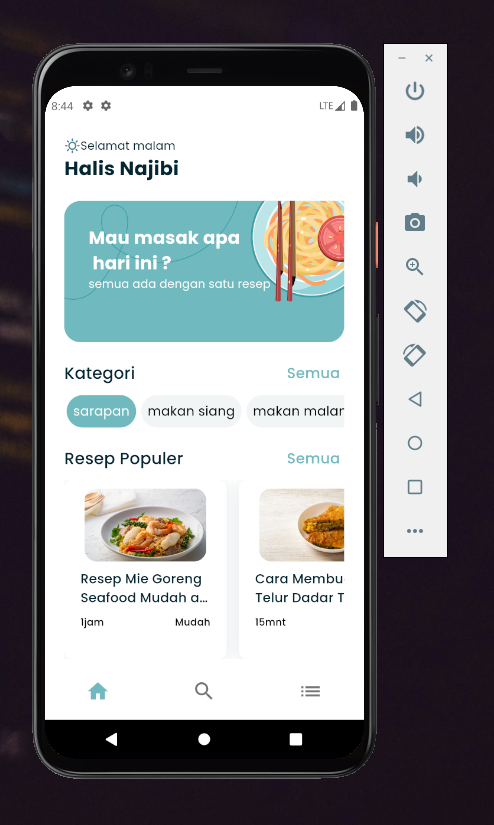 8:44
LTE
Selamat malam
Halis Najibi
Mau masak apa
hari ini ?
semua ada dengan satu resep
Kategori
Semua
sarapan
makan siang
makan malar
Resep Populer
Semua
Resep Mie Goreng
Seafood Mudah a...
1jam
Mudah
Cara Membu
Telur Dadar T
15mnt